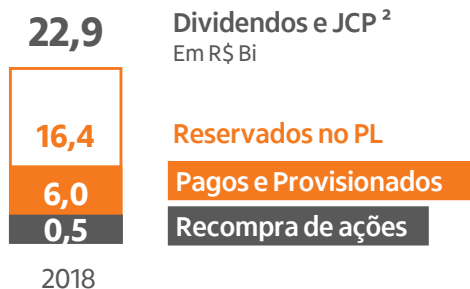 22,9
Dividendos e JCP ²
Em R$ Bi
16,4
Reservados no PL
6,0
Pagos e Provisionados
0,5
Recompra de ações
2018